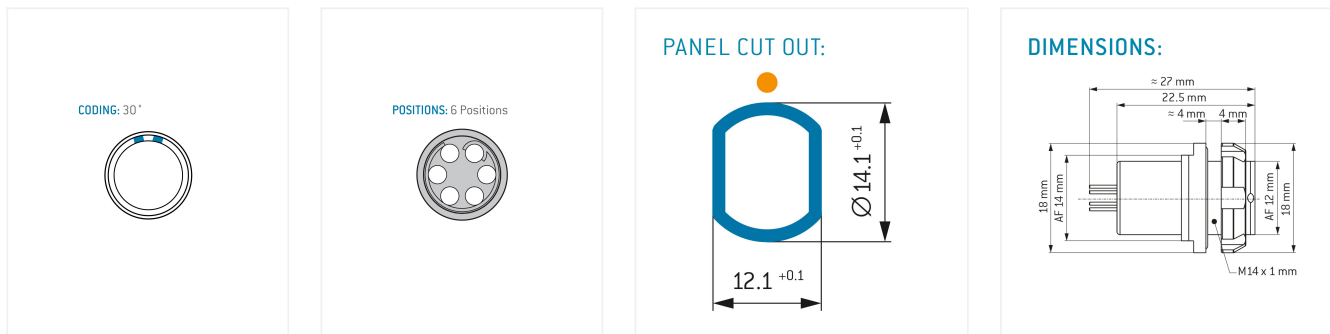 CODING: 30°
POSITIONS: 6 Positions
PANEL CUT OUT:
Ø 14.1 +0.1
12.1 +0.1
DIMENSIONS:
≈ 27 mm
22.5 mm
≈ 4 mm
4 mm
18 mm
AF 14 mm
AF 12 mm
18 mm
M14 x 1 mm